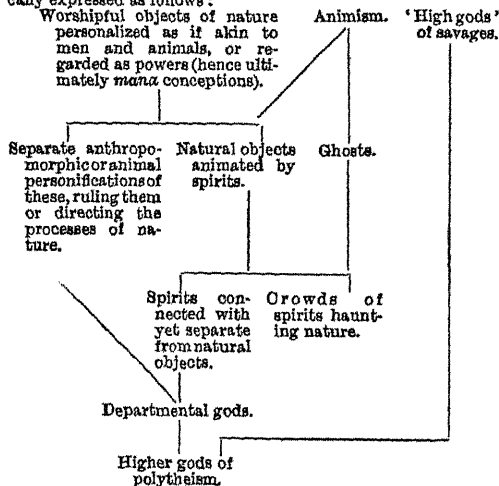 cally expressed as follows:
Worshipful objects of nature
personalized as if akin to
men and animals, or re-
garded as powers (hence ulti-
mately mana conceptions).
Animism.
'High gods'
of savages.
Separate anthropo-
morphic or animal
personifications of
these, ruling them
or directing the
processes of na-
ture.
Natural objects
animated by
spirits.
Ghosts.
Spirits con-
nected with
yet separate
from natural
objects.
Crowds of
spirits haunt-
ing nature.
Departmental gods.
Higher gods of
polytheism.